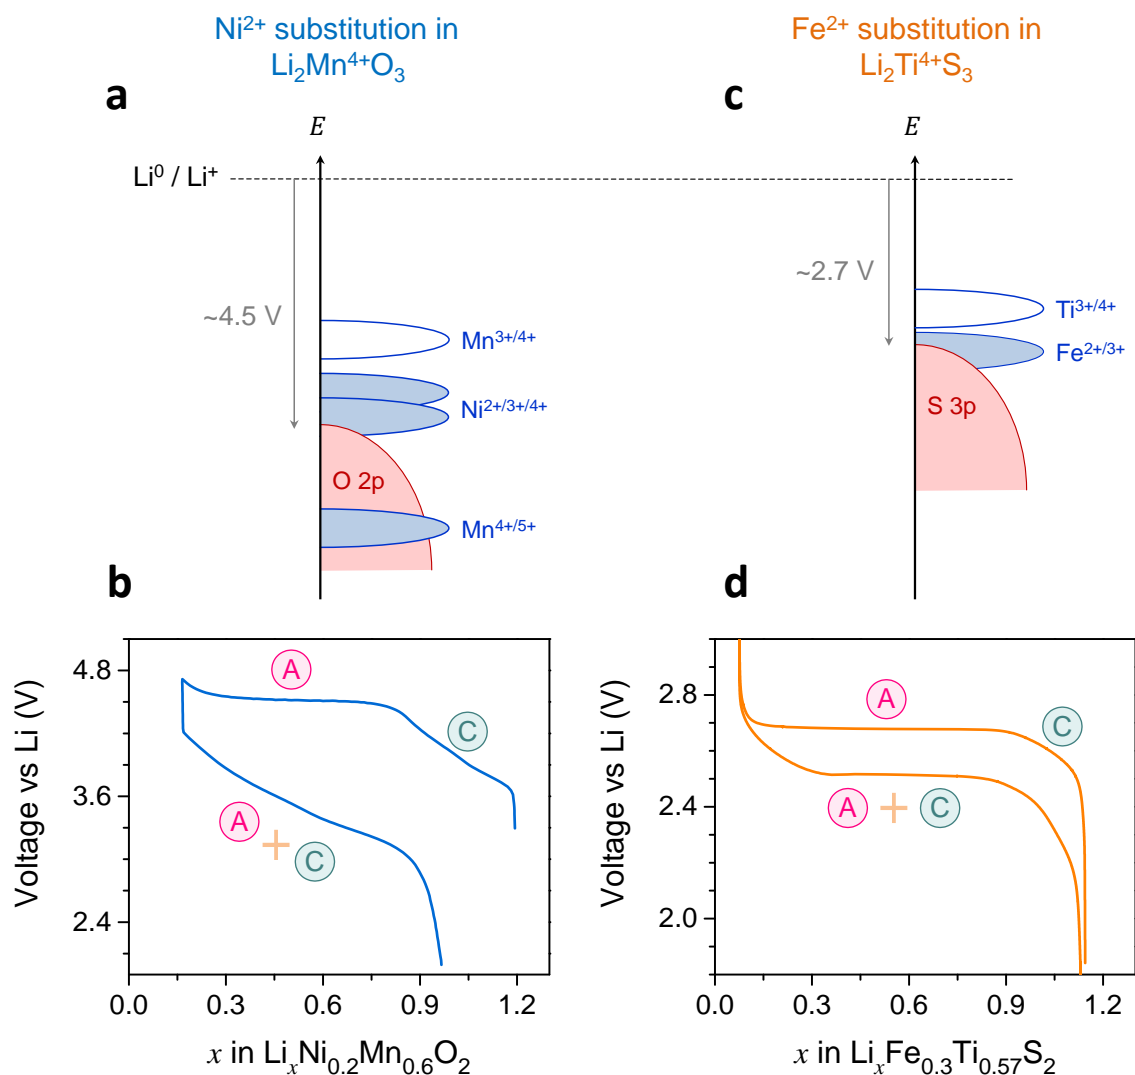 Ni²⁺ substitution in
Li₂Mn⁴⁺O₃
Fe²⁺ substitution in
Li₂Ti⁴⁺S₃
a
c
E
E
Li⁰ / Li⁺
~4.5 V
~2.7 V
Mn³⁺/⁴⁺
Ni²⁺/³⁺/⁴⁺
O 2p
Mn⁴⁺/⁵⁺
Ti³⁺/⁴⁺
Fe²⁺/³⁺
S 3p
b
d
Voltage vs Li (V)
4.8
3.6
2.4
A
C
A
+
C
0.0 0.3 0.6 0.9 1.2
x in LiₓNi₀.₂Mn₀.₆O₂
Voltage vs Li (V)
2.8
2.4
2.0
A
C
A + C
0.0 0.3 0.6 0.9 1.2
x in LiₓFe₀.₃Ti₀.₅₇S₂